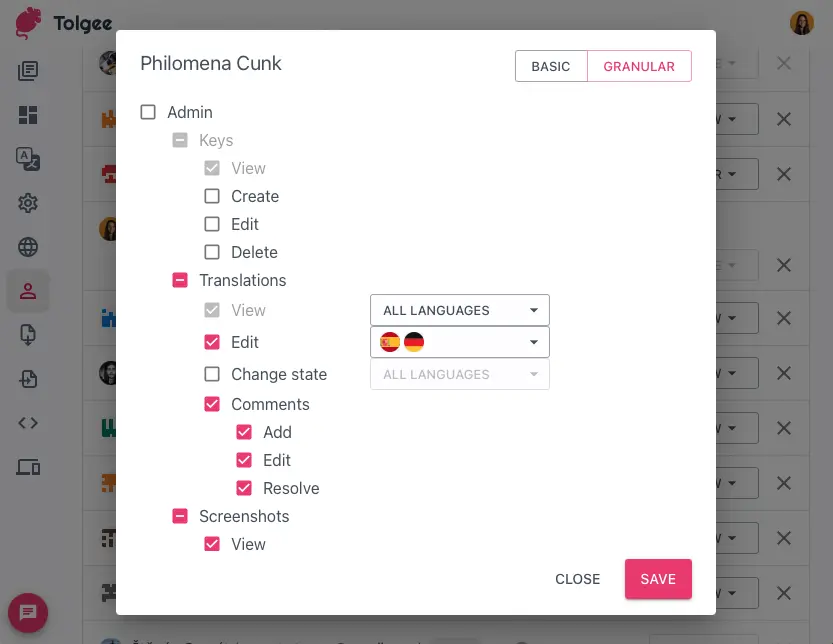 Tolgee
Philomena Cunk
BASIC
GRANULAR
Admin
Keys
View
Create
Edit
Delete
Translations
View
ALL LANGUAGES
Edit
Change state
ALL LANGUAGES
Comments
Add
Edit
Resolve
Screenshots
View
CLOSE
SAVE